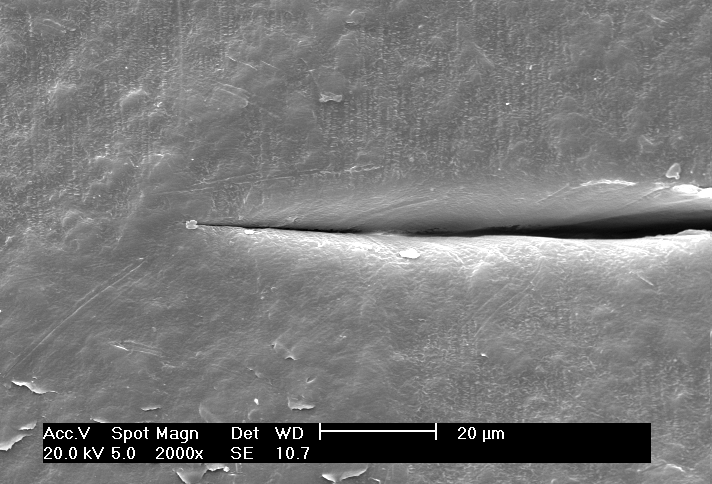 Acc.V Spot Magn Det WD 20 µm
20.0 kV 5.0 2000x SE 10.7